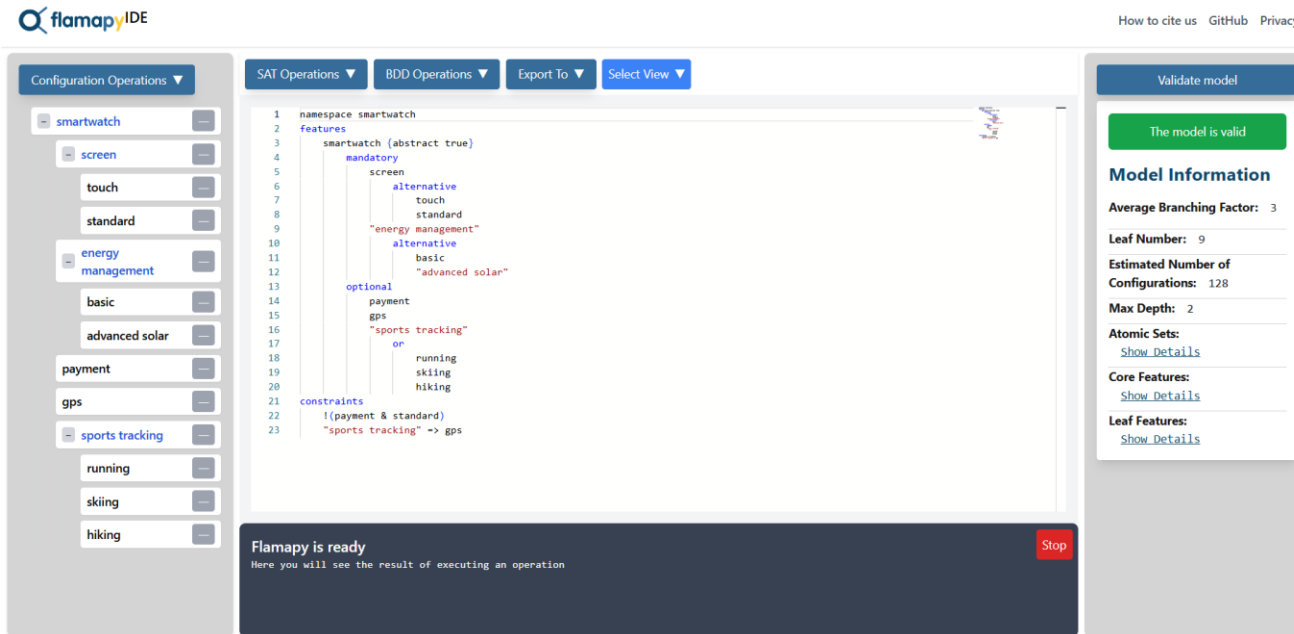 flamapyIDE
How to cite us GitHub Privacy
Configuration Operations ▼
smartwatch
screen
touch
standard
energy
management
basic
advanced solar
payment
gps
sports tracking
running
skiing
hiking
SAT Operations ▼ BDD Operations ▼ Export To ▼ Select View ▼
1 namespace smartwatch
2 features
3 smartwatch {abstract true}
4 mandatory
5 screen
6 alternative
7 touch
8 standard
9 "energy management"
10 alternative
11 basic
12 "advanced solar"
13 optional
14 payment
15 gps
16 "sports tracking"
17 or
18 running
19 skiing
20 hiking
21 constraints
22 !(payment & standard)
23 "sports tracking" => gps
Flamapy is ready
Here you will see the result of executing an operation
Stop
Validate model
The model is valid
Model Information
Average Branching Factor: 3
Leaf Number: 9
Estimated Number of
Configurations: 128
Max Depth: 2
Atomic Sets:
Show Details
Core Features:
Show Details
Leaf Features:
Show Details